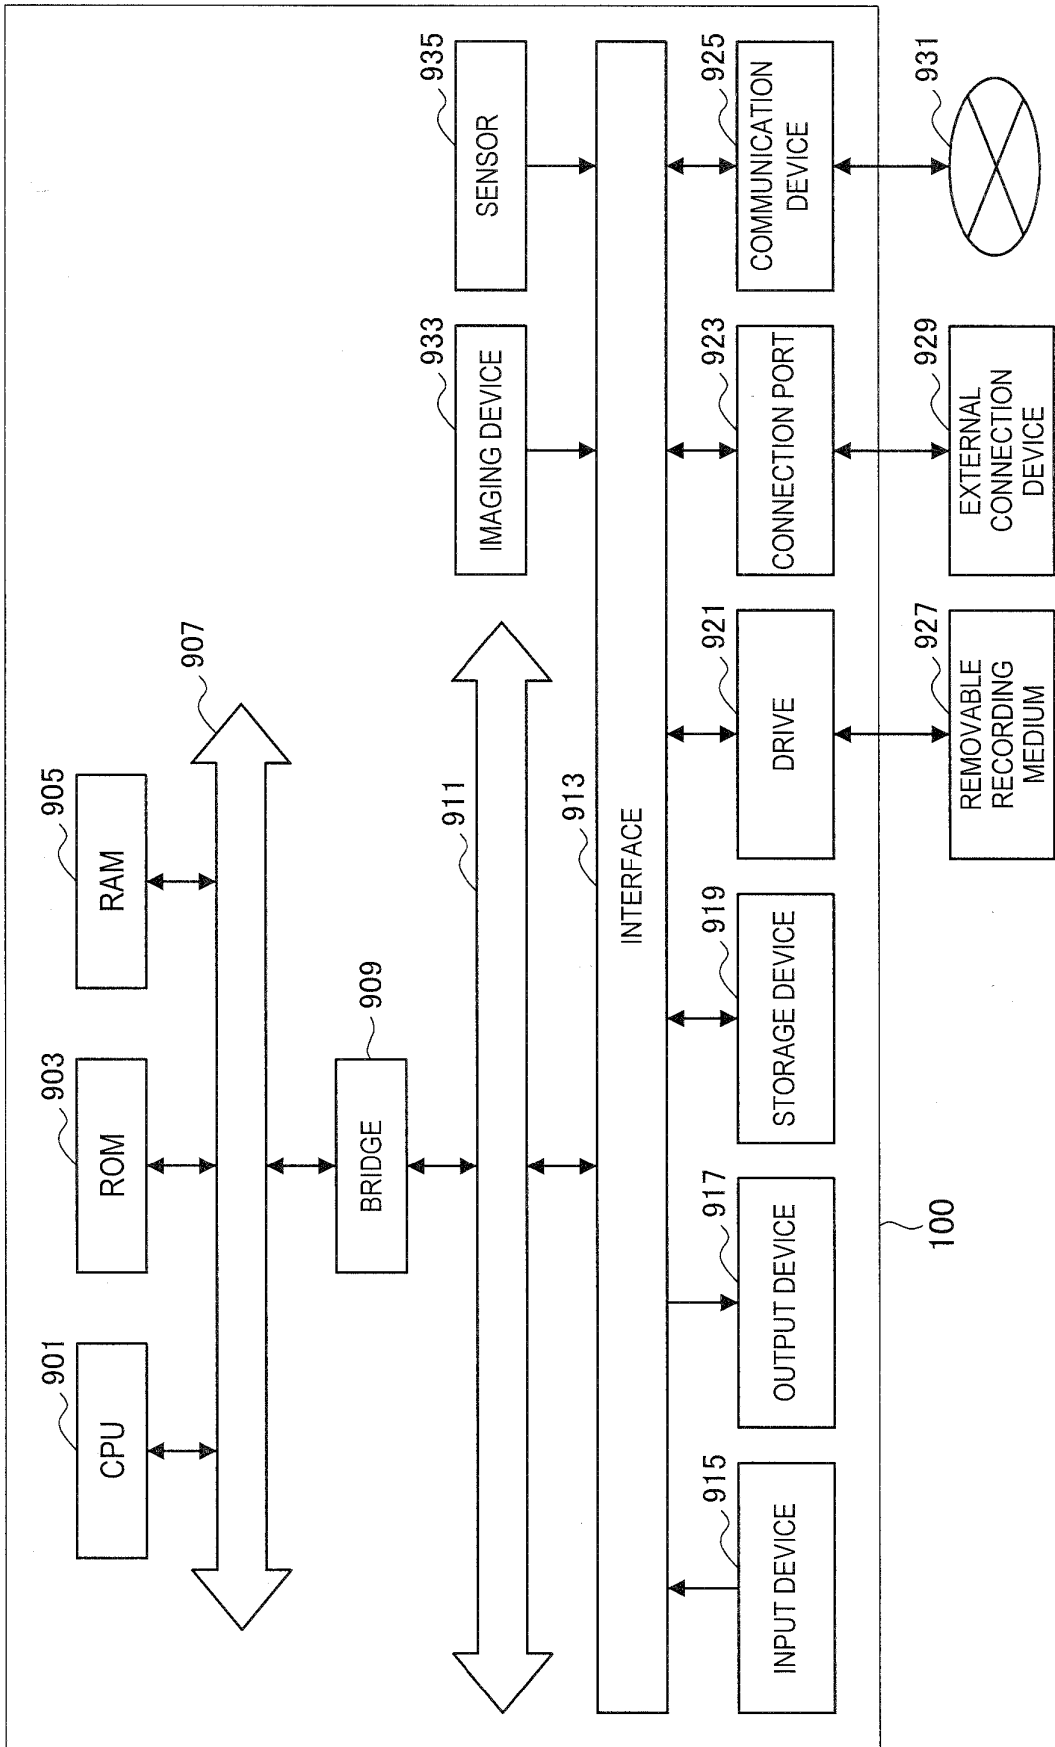 901
CPU
903
ROM
905
RAM
907
909
BRIDGE
911
933
IMAGING DEVICE
935
SENSOR
913
INTERFACE
915
INPUT DEVICE
917
OUTPUT DEVICE
919
STORAGE DEVICE
921
DRIVE
923
CONNECTION PORT
925
COMMUNICATION
DEVICE
100
927
REMOVABLE
RECORDING
MEDIUM
929
EXTERNAL
CONNECTION
DEVICE
931